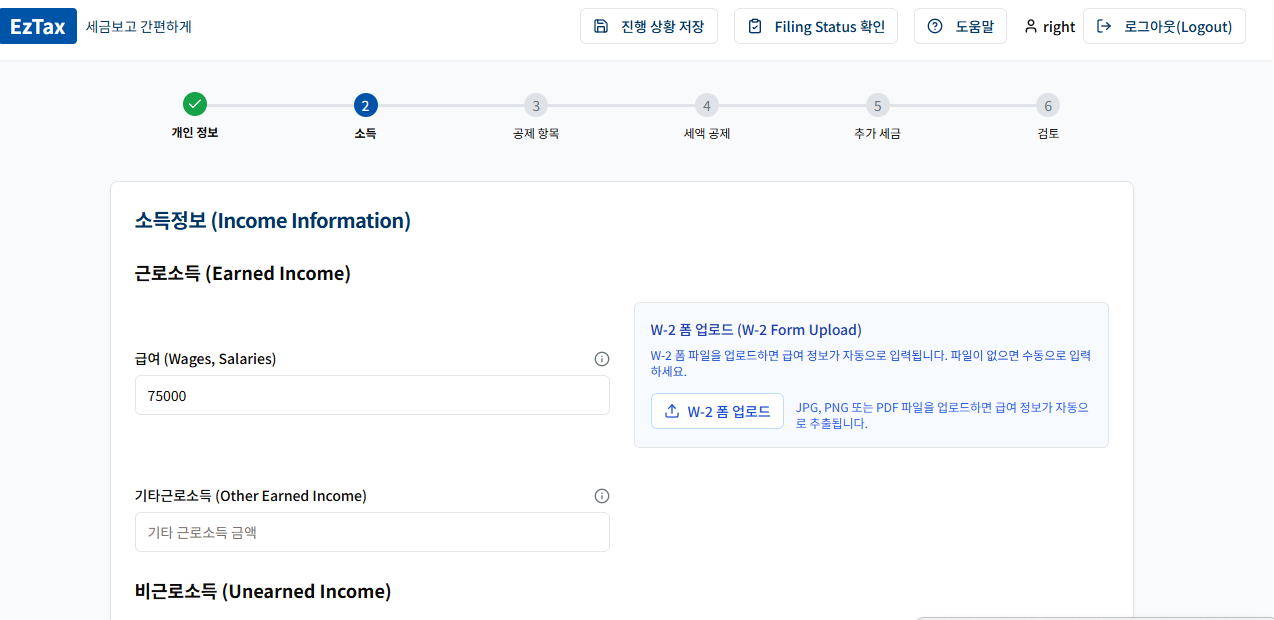 EzTax 세금보고 간편하게 진행 상황 저장 Filing Status 확인 도움말 right 로그아웃(Logout)
2 3 4 5 6
개인 정보 소득 공제 항목 세액 공제 추가 세금 검토
소득정보 (Income Information)
근로소득 (Earned Income)
급여 (Wages, Salaries)
75000
W-2 폼 업로드 (W-2 Form Upload)
W-2 폼 파일을 업로드하면 급여 정보가 자동으로 입력됩니다. 파일이 없으면 수동으로 입력
하세요.
W-2 폼 업로드
JPG, PNG 또는 PDF 파일을 업로드하면 급여 정보가 자동으
로 추출됩니다.
기타근로소득 (Other Earned Income)
기타 근로소득 금액
비근로소득 (Unearned Income)